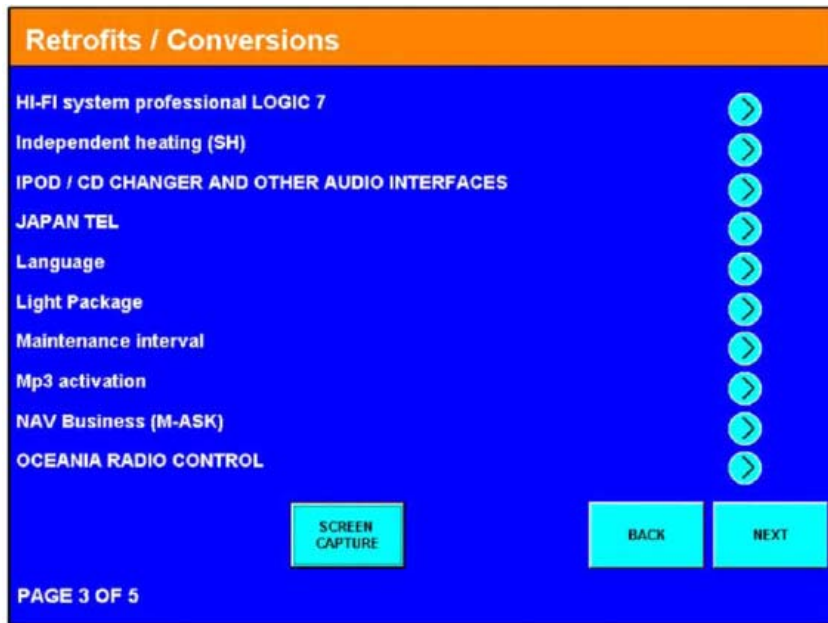 Retrofits / Conversions
HI-FI system professional LOGIC 7
Independent heating (SH)
IPOD / CD CHANGER AND OTHER AUDIO INTERFACES
JAPAN TEL
Language
Light Package
Maintenance interval
Mp3 activation
NAV Business (M-ASK)
OCEANIA RADIO CONTROL
SCREEN
CAPTURE
BACK
NEXT
PAGE 3 OF 5